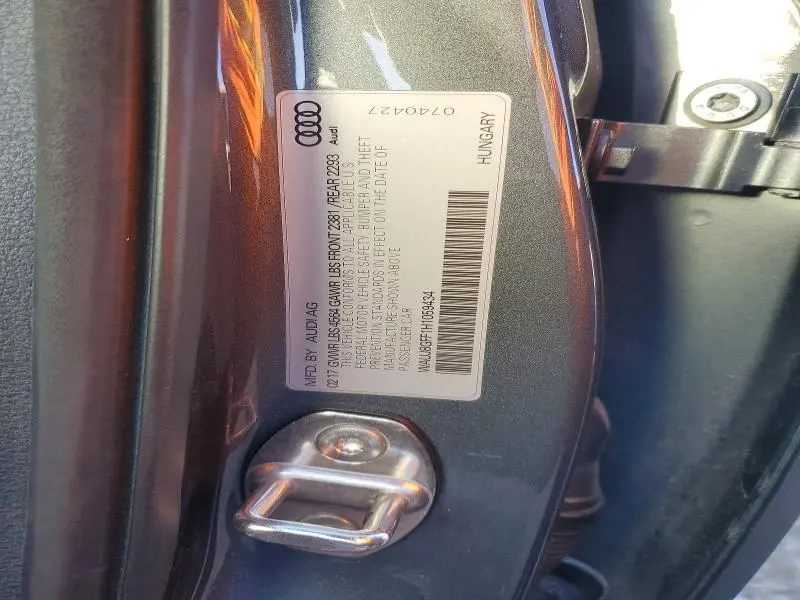 MFD. BY AUDI AG
Audi
02 17 GVWR LBS 4564 GAWR LBS FRONT 2381 /REAR 2293
THIS VEHICLE CONFORMS TO ALL APPLICABLE U.S
FEDERAL MOTOR VEHICLE SAFETY, BUMPER AND THEFT
PREVENTION STANDARDS IN EFFECT ON THE DATE OF
MANUFACTURE SHOWN ABOVE
PASSENGER CAR
0740427
WAUJ8GFF1H1059434
HUNGARY